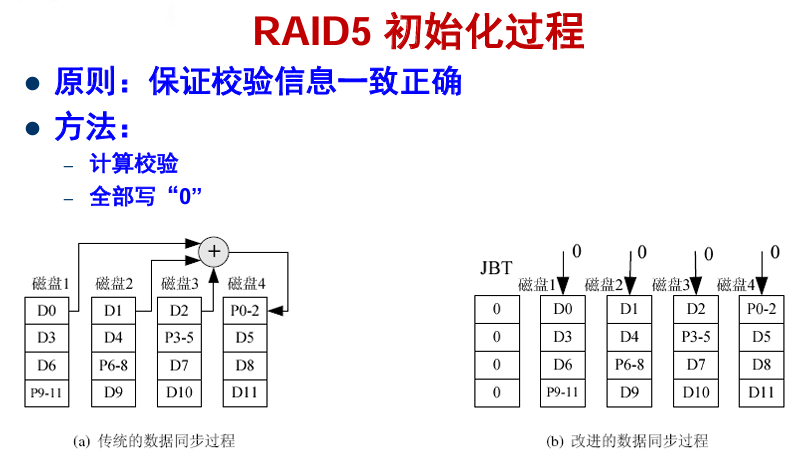 RAID5 初始化过程
● 原则：保证校验信息一致正确
● 方法：
– 计算校验
– 全部写“0”
+
磁盘1 磁盘2 磁盘3 磁盘4
D0 D1 D2 P0-2
D3 D4 P3-5 D5
D6 P6-8 D7 D8
P9-11 D9 D10 D11
(a) 传统的数据同步过程
0 0 0 0
JBT
磁盘1 磁盘2 磁盘3 磁盘4
0 D0 D1 D2 P0-2
0 D3 D4 P3-5 D5
0 D6 P6-8 D7 D8
0 P9-11 D9 D10 D11
(b) 改进的数据同步过程